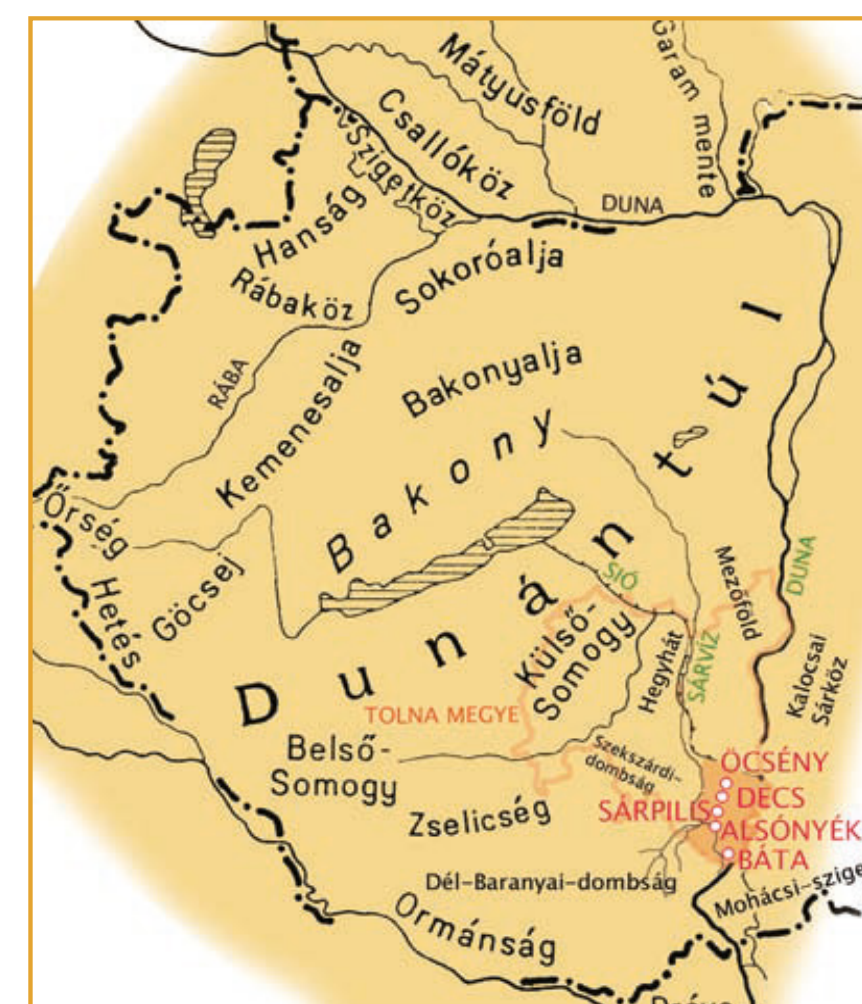 Mátyusföld
Garam mente
Csallóköz
Szigetköz
DUNA
Hanság
Rábaköz
Sokoróalja
RÁBA
Kemenesalja
Bakonyalja
Bakony
Dunántúl
Őrség
Hetés
Göcsej
SIÓ
Mezőföld
DUNA
Külső-
Somogy
Hegyhát
SÁRVÍZ
Kalocsai
Sárköz
TOLNA MEGYE
Belső-
Somogy
Szekszárdi-
dombság
ÖCSÉNY
DECS
SÁRPILIS
ALSÓNYÉK
BÁTA
Zselicség
Dél-Baranyai-dombság
Mohácsi-szige
Ormánság